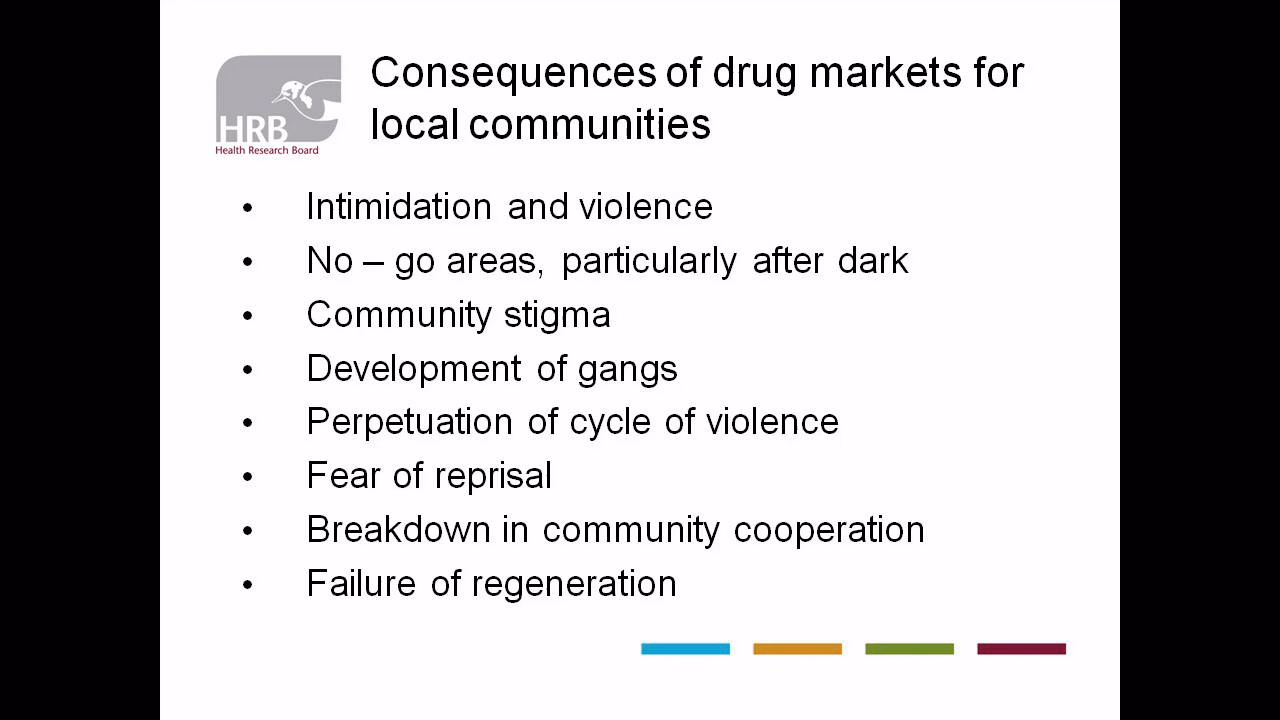 Consequences of drug markets for
local communities
HRB
Health Research Board
• Intimidation and violence
• No – go areas, particularly after dark
• Community stigma
• Development of gangs
• Perpetuation of cycle of violence
• Fear of reprisal
• Breakdown in community cooperation
• Failure of regeneration